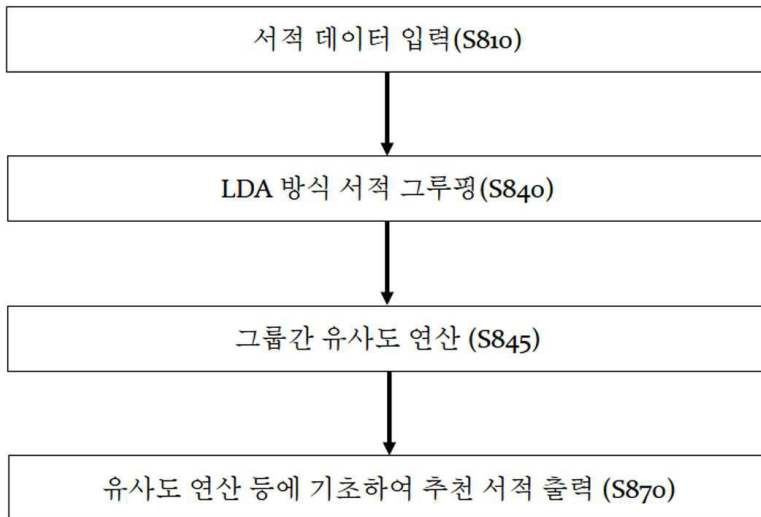 서적 데이터 입력(S810)
LDA 방식 서적 그루핑(S840)
그룹간 유사도 연산 (S845)
유사도 연산 등에 기초하여 추천 서적 출력 (S870)